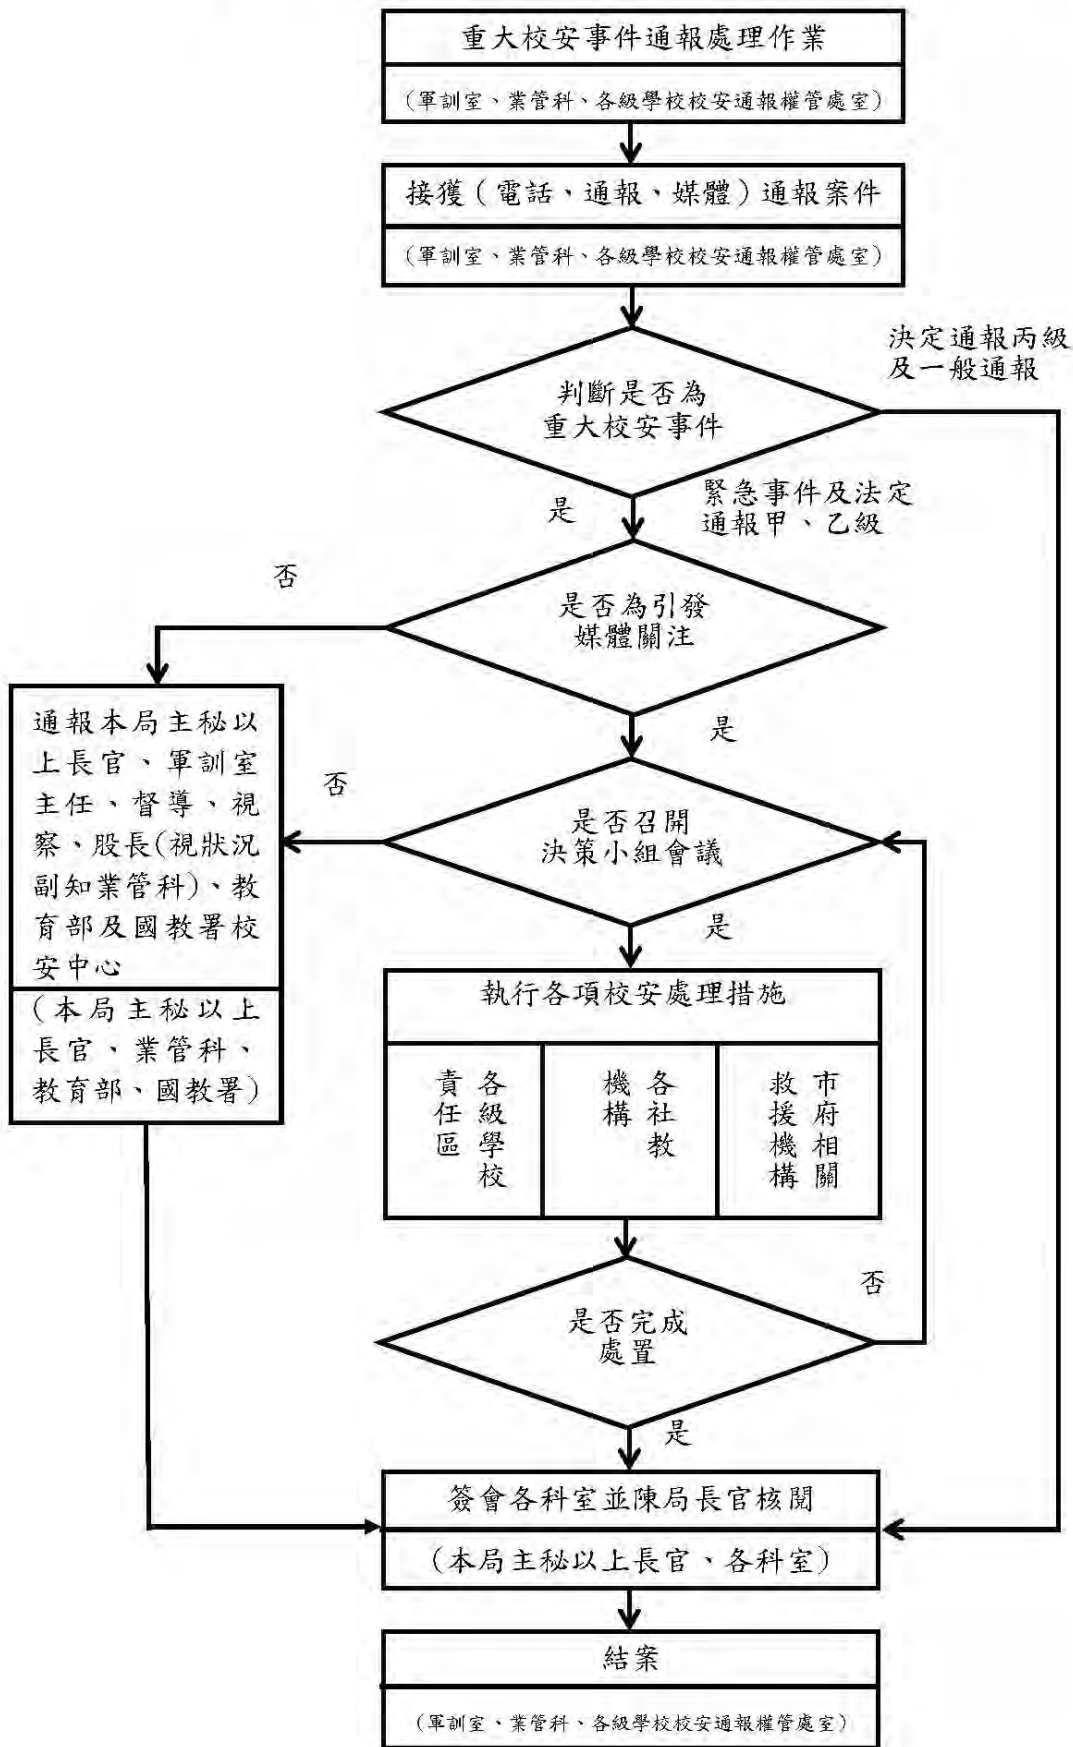 重大校安事件通報處理作業
(軍訓室、業管科、各級學校校安通報權管處室)
接獇(電話、通報、媒體)通報案件
(軍訓室、業管科、各級學校校安通報權管處室)
決定通報丙級
及一般通報
判斷是否為
重大校安事件
是
緊急事件及法定
通報甲、乙級
否
是否為引發
媒體關注
是
通報本局主秘以
上長官、軍訓室
主任、督導、視
察、股長(視狀況
副知業管科)、教
育部及國教署校
安中心
(本局主秘以上
長官、業管科、
教育部、國教署)
否
是否召開
決策小組會議
是
執行各項校安處理措施
各級學校
責任區
各社教
機構
市府相關
救援機構
否
是否完成
處置
是
簽會各科室並陳局長官核閱
(本局主秘以上長官、各科室)
結案
(軍訓室、業管科、各級學校校安通報權管處室)